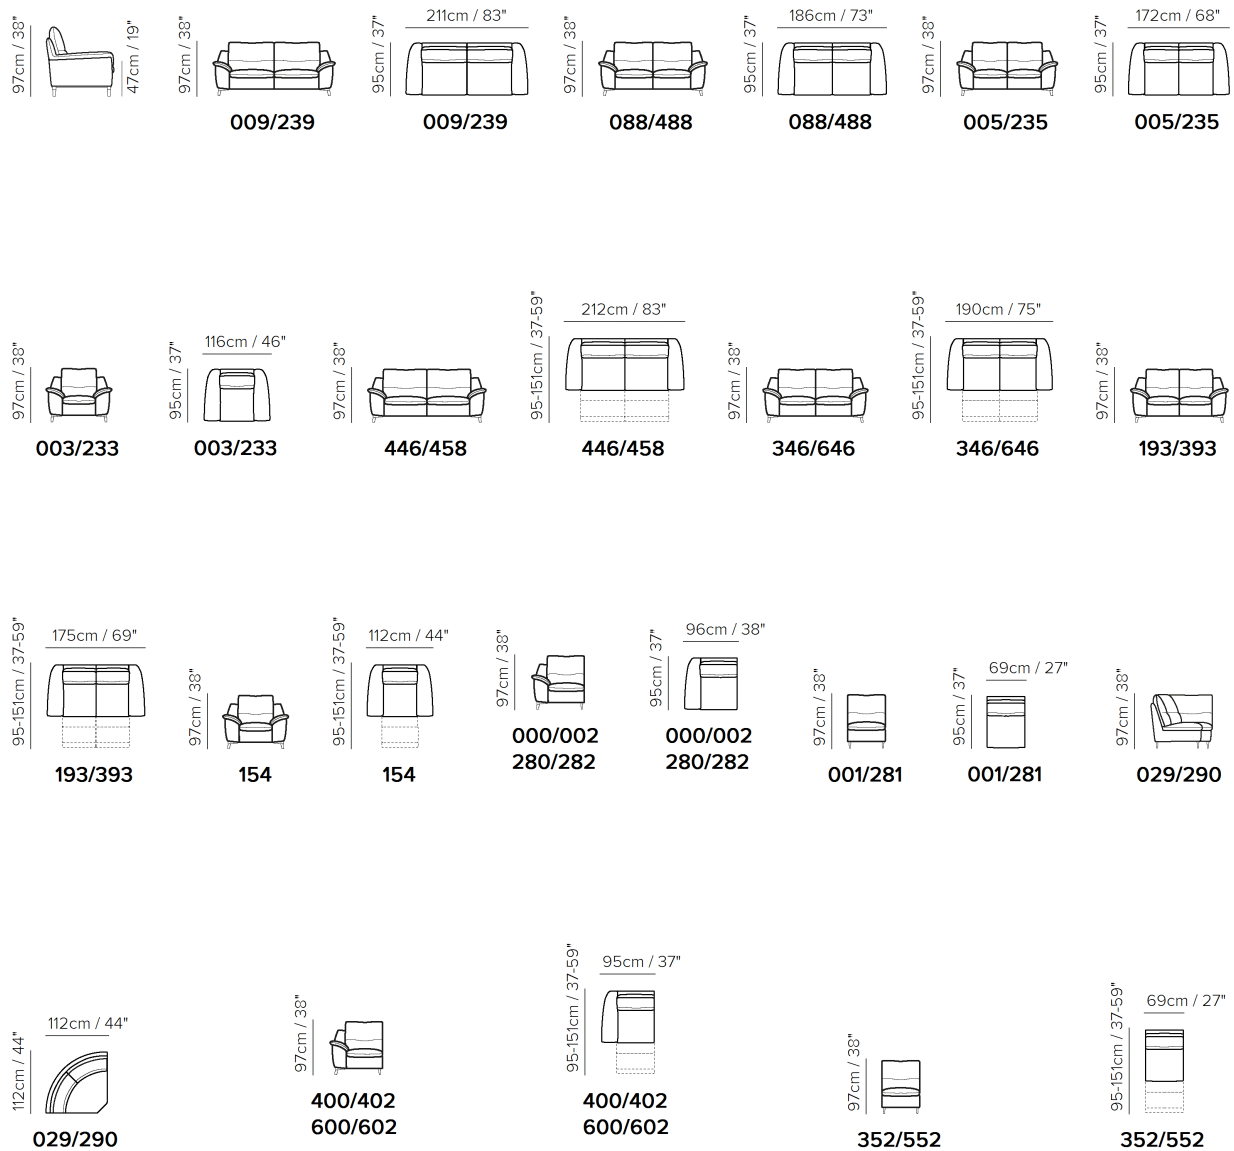 97cm / 38"
47cm / 19"
97cm / 38"
009/239
95cm / 37"
211cm / 83"
009/239
97cm / 38"
088/488
95cm / 37"
186cm / 73"
088/488
97cm / 38"
005/235
95cm / 37"
172cm / 68"
005/235
97cm / 38"
003/233
95cm / 37"
116cm / 46"
003/233
97cm / 38"
446/458
95-151cm / 37-59"
212cm / 83"
446/458
97cm / 38"
346/646
95-151cm / 37-59"
190cm / 75"
346/646
97cm / 38"
193/393
95-151cm / 37-59"
175cm / 69"
193/393
97cm / 38"
154
95-151cm / 37-59"
112cm / 44"
154
97cm / 38"
000/002
280/282
95cm / 37"
96cm / 38"
000/002
280/282
97cm / 38"
001/281
95cm / 37"
69cm / 27"
001/281
97cm / 38"
029/290
112cm / 44"
112cm / 44"
029/290
97cm / 38"
400/402
600/602
95-151cm / 37-59"
95cm / 37"
400/402
600/602
97cm / 38"
352/552
95-151cm / 37-59"
69cm / 27"
352/552